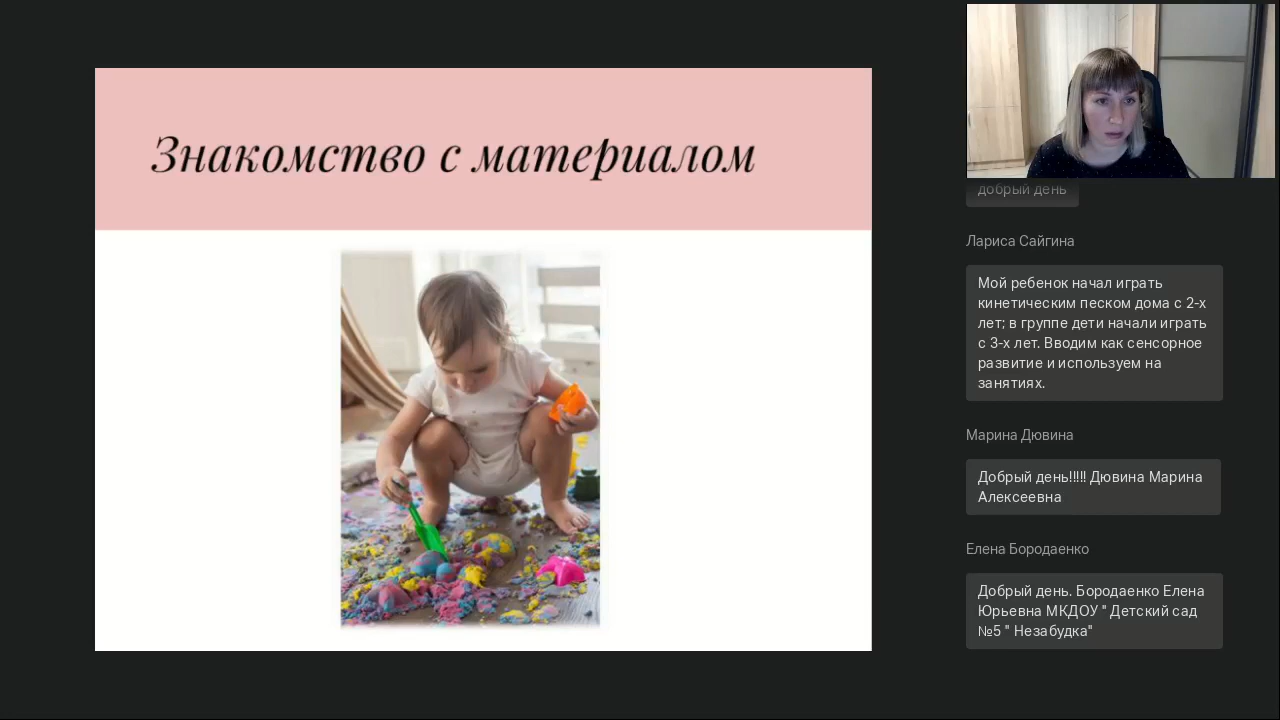 Знакомство с материалом
добрый день
Лариса Сайгина
Мой ребенок начал играть
кинетическим песком дома с 2-х
лет; в группе дети начали играть
с 3-х лет. Вводим как сенсорное
развитие и используем на
занятиях.
Марина Дювина
Добрый день!!!!! Дювина Марина
Алексеевна
Елена Бородаенко
Добрый день. Бородаенко Елена
Юрьевна МКДОУ " Детский сад
№5 " Незабудка"